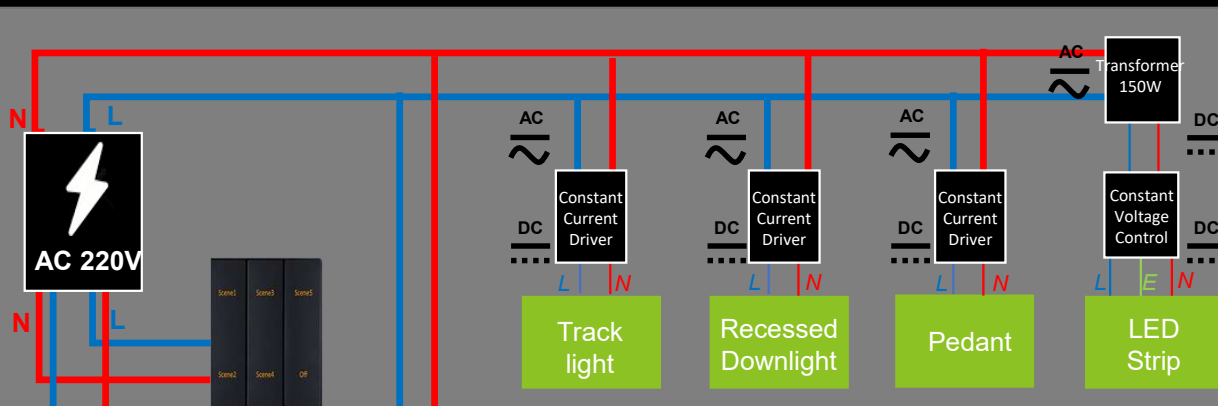 AC
Transformer
150W
N
L
AC
AC
AC
DC
AC 220V
Constant
Current
Driver
Constant
Current
Driver
Constant
Current
Driver
Constant
Voltage
Control
DC
DC
DC
DC
L
N
L
N
L
N
L
E
N
Scene1
Scene3
Scene5
N
L
Track
light
Recessed
Downlight
Pedant
LED
Strip
Scene2
Scene4
Off